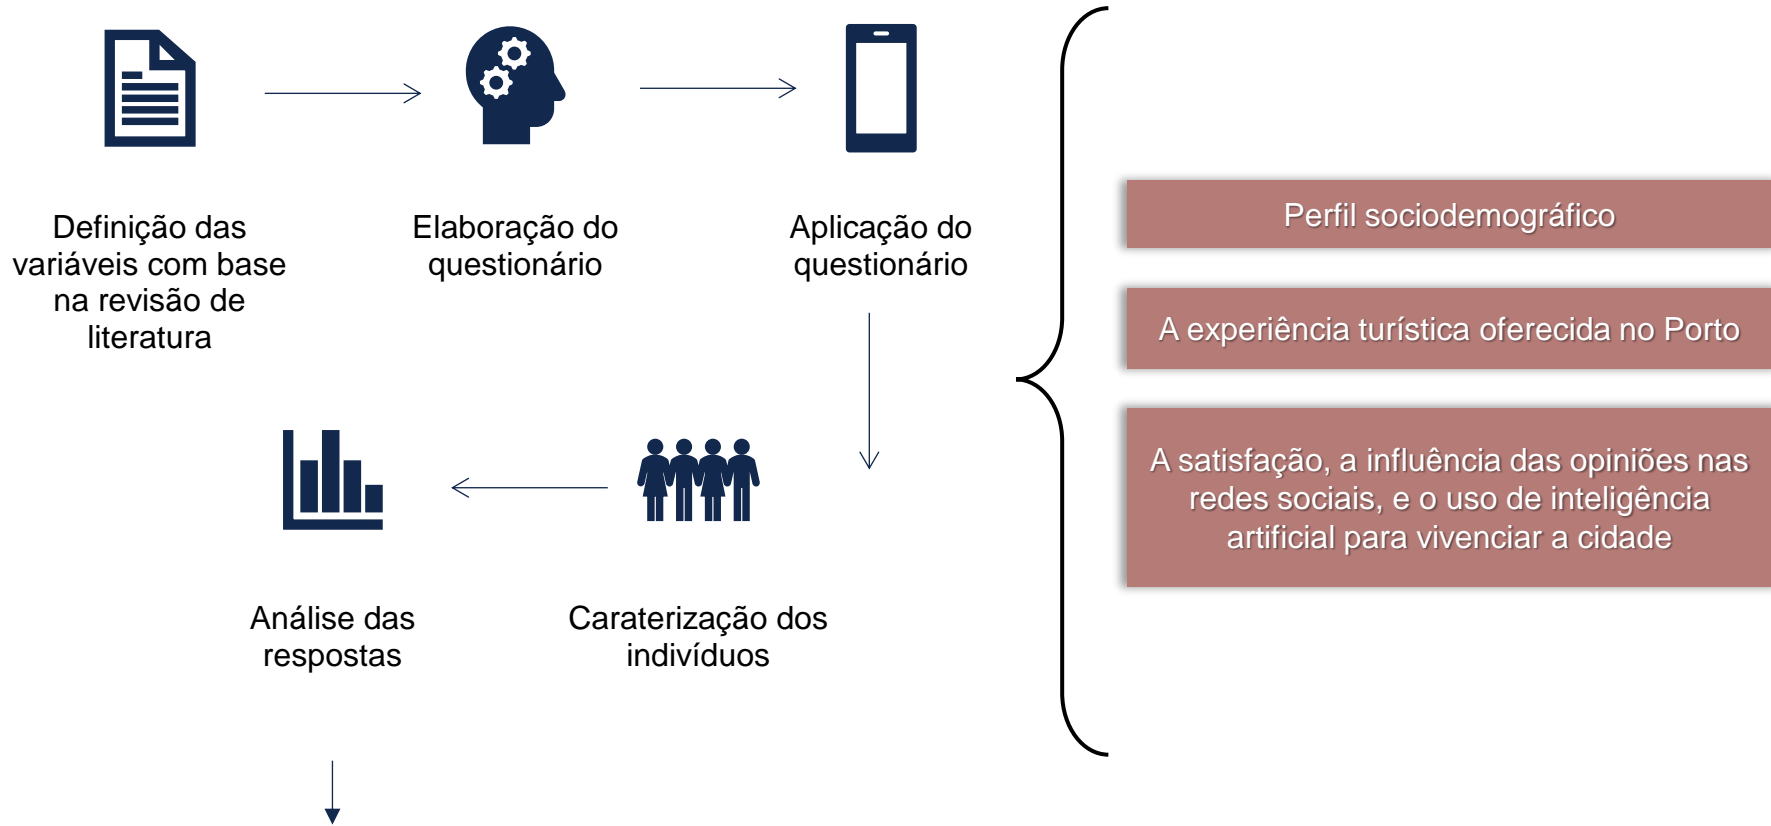 Definição das
variáveis com base
na revisão de
literatura
Elaboração do
questionário
Aplicação do
questionário
Análise das
respostas
Caraterização dos
indivíduos
Perfil sociodemográfico
A experiência turística oferecida no Porto
A satisfação, a influência das opiniões nas
redes sociais, e o uso de inteligência
artificial para vivenciar a cidade